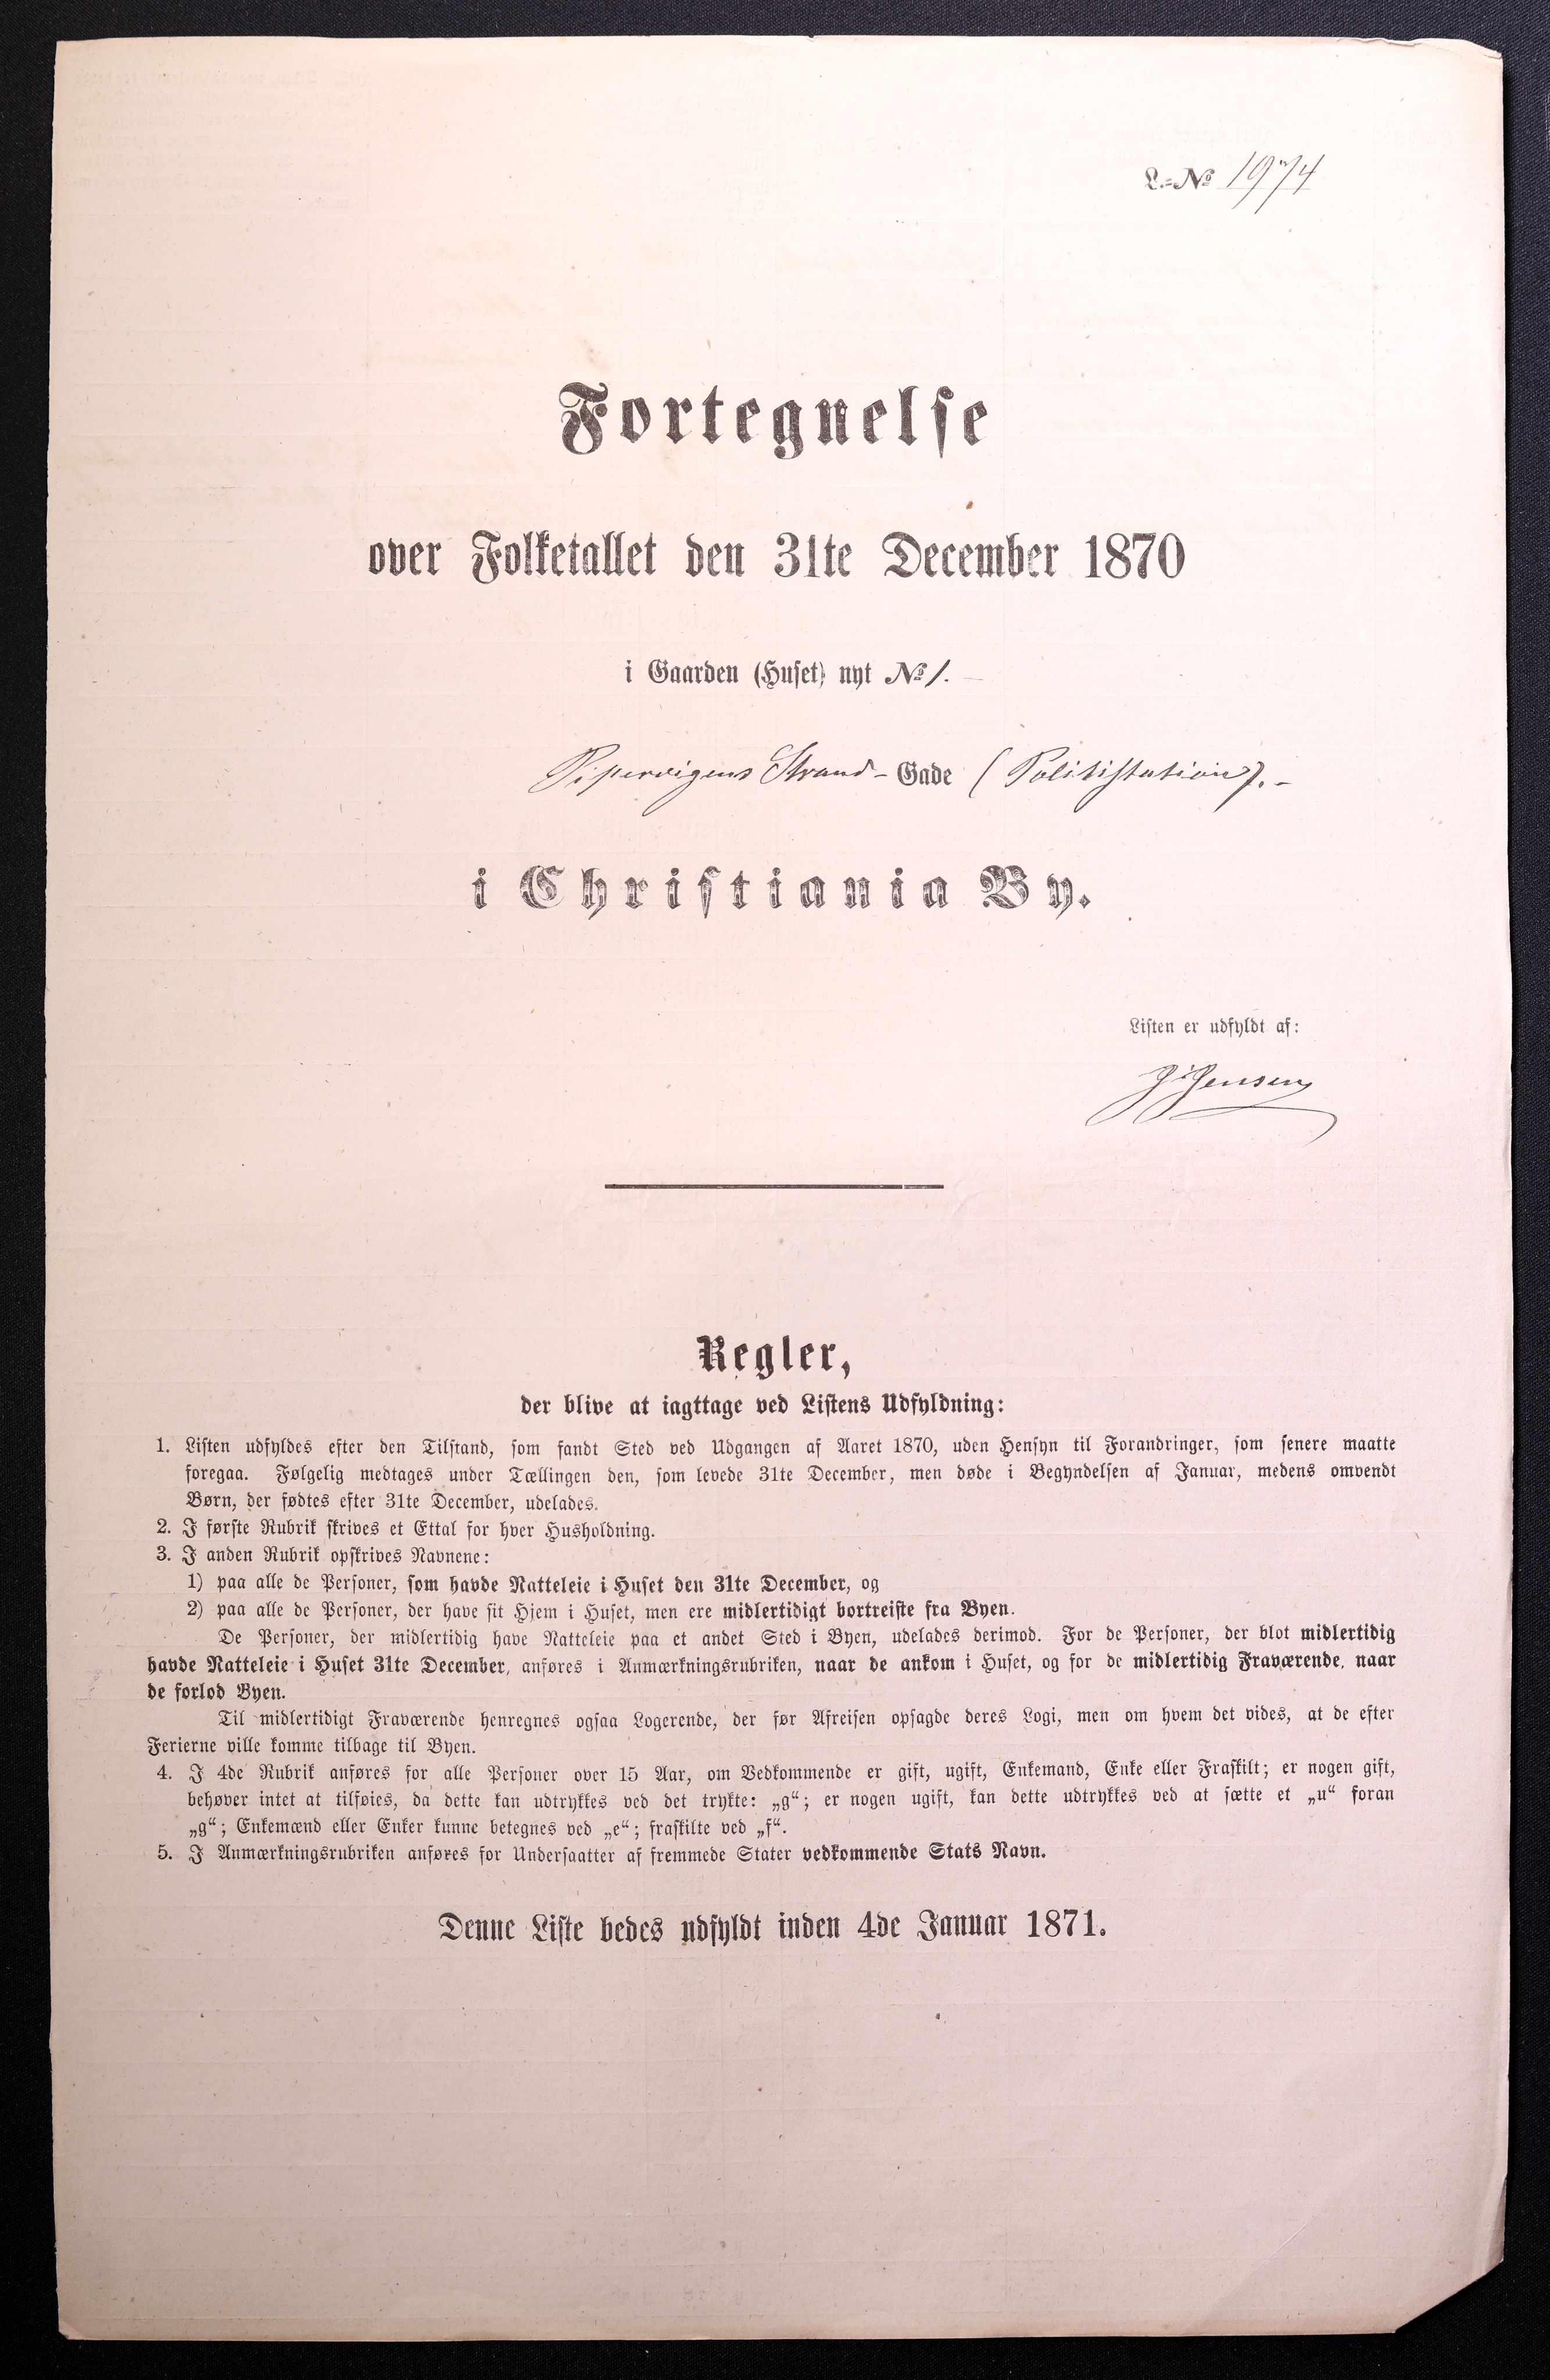 L.-№ 1974
Fortegnelse
over Folketallet den 31te December 1870
i Gaarden (Huset) nyt № 1.
Pipervigens Strand- Gade (Politistation).-
i Christiania By.
Listen er udfyldt af:
J. Jensen
Regler,
der blive at iagttage ved Listens Udfyldning:
1. Listen udfyldes efter den Tilstand, som fandt Sted ved Udgangen af Aaret 1870, uden Hensyn til Forandringer, som senere maatte
foregaa. Følgelig medtages under Tællingen den, som levede 31te December, men døde i Begyndelsen af Januar, medens omvendt
Børn, der fødtes efter 31te December, udelades.
2. I første Rubrik skrives et Ettal for hver Husholdning.
3. I anden Rubrik opskrives Navnene:
1) paa alle de Personer, som havde Natteleie i Huset den 31te December, og
2) paa alle de Personer, der have sit Hjem i Huset, men ere midlertidigt bortreiste fra Byen.
De Personer, der midlertidig have Natteleie paa et andet Sted i Byen, udelades derimod. For de Personer, der blot midlertidig
havde Natteleie i Huset 31te December, anføres i Anmærkningsrubriken, naar de ankom i Huset, og for de midlertidig Fraværende, naar
de forlod Byen.
Til midlertidigt Fraværende henregnes ogsaa Logerende, der før Afreisen opsagde deres Logi, men om hvem det vides, at de efter
Ferierne ville komme tilbage til Byen.
4. I 4de Rubrik anføres for alle Personer over 15 Aar, om Vedkommende er gift, ugift, Enkemand, Enke eller Fraskilt; er nogen gift,
behøver intet at tilføies, da dette kan udtrykkes ved det trykte: „g“; er nogen ugift, kan dette udtrykkes ved at sætte et „u“ foran
„g“; Enkemænd eller Enker kunne betegnes ved „e“; fraskilte ved „f“.
5. I Anmærkningsrubriken anføres for Undersaatter af fremmede Stater vedkommende Stats Navn.
Denne Liste bedes udfyldt inden 4de Januar 1871.